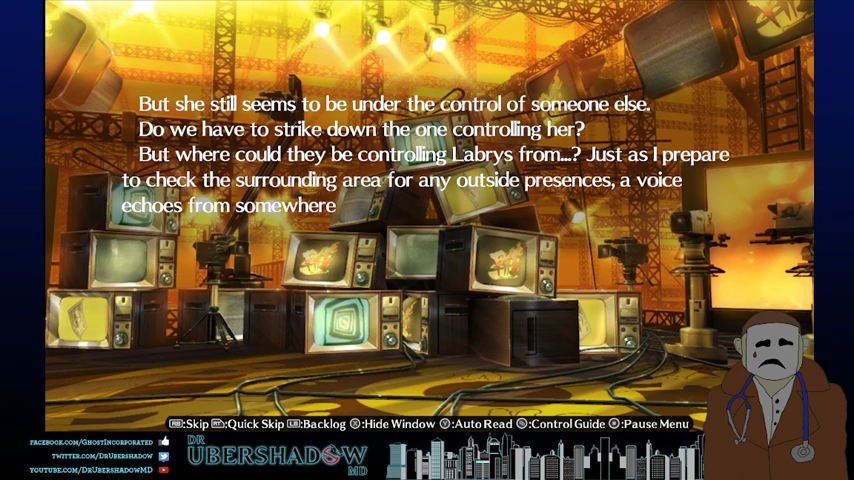 But she still seems to be under the control of someone else.
Do we have to strike down the one controlling her?
But where could they be controlling Labrys from...? Just as I prepare
to check the surrounding area for any outside presences, a voice
echoes from somewhere
RB:Skip RT:Quick Skip LB:Backlog X:Hide Window Y:Auto Read :Control Guide :Pause Menu
FACEBOOK.COM/GHOSTINCORPORATED
TWITTER.COM/DRUBERSHADOW
YOUTUBE.COM/DRUBERSHADOWMD
DR
UBERSHADOW
MD